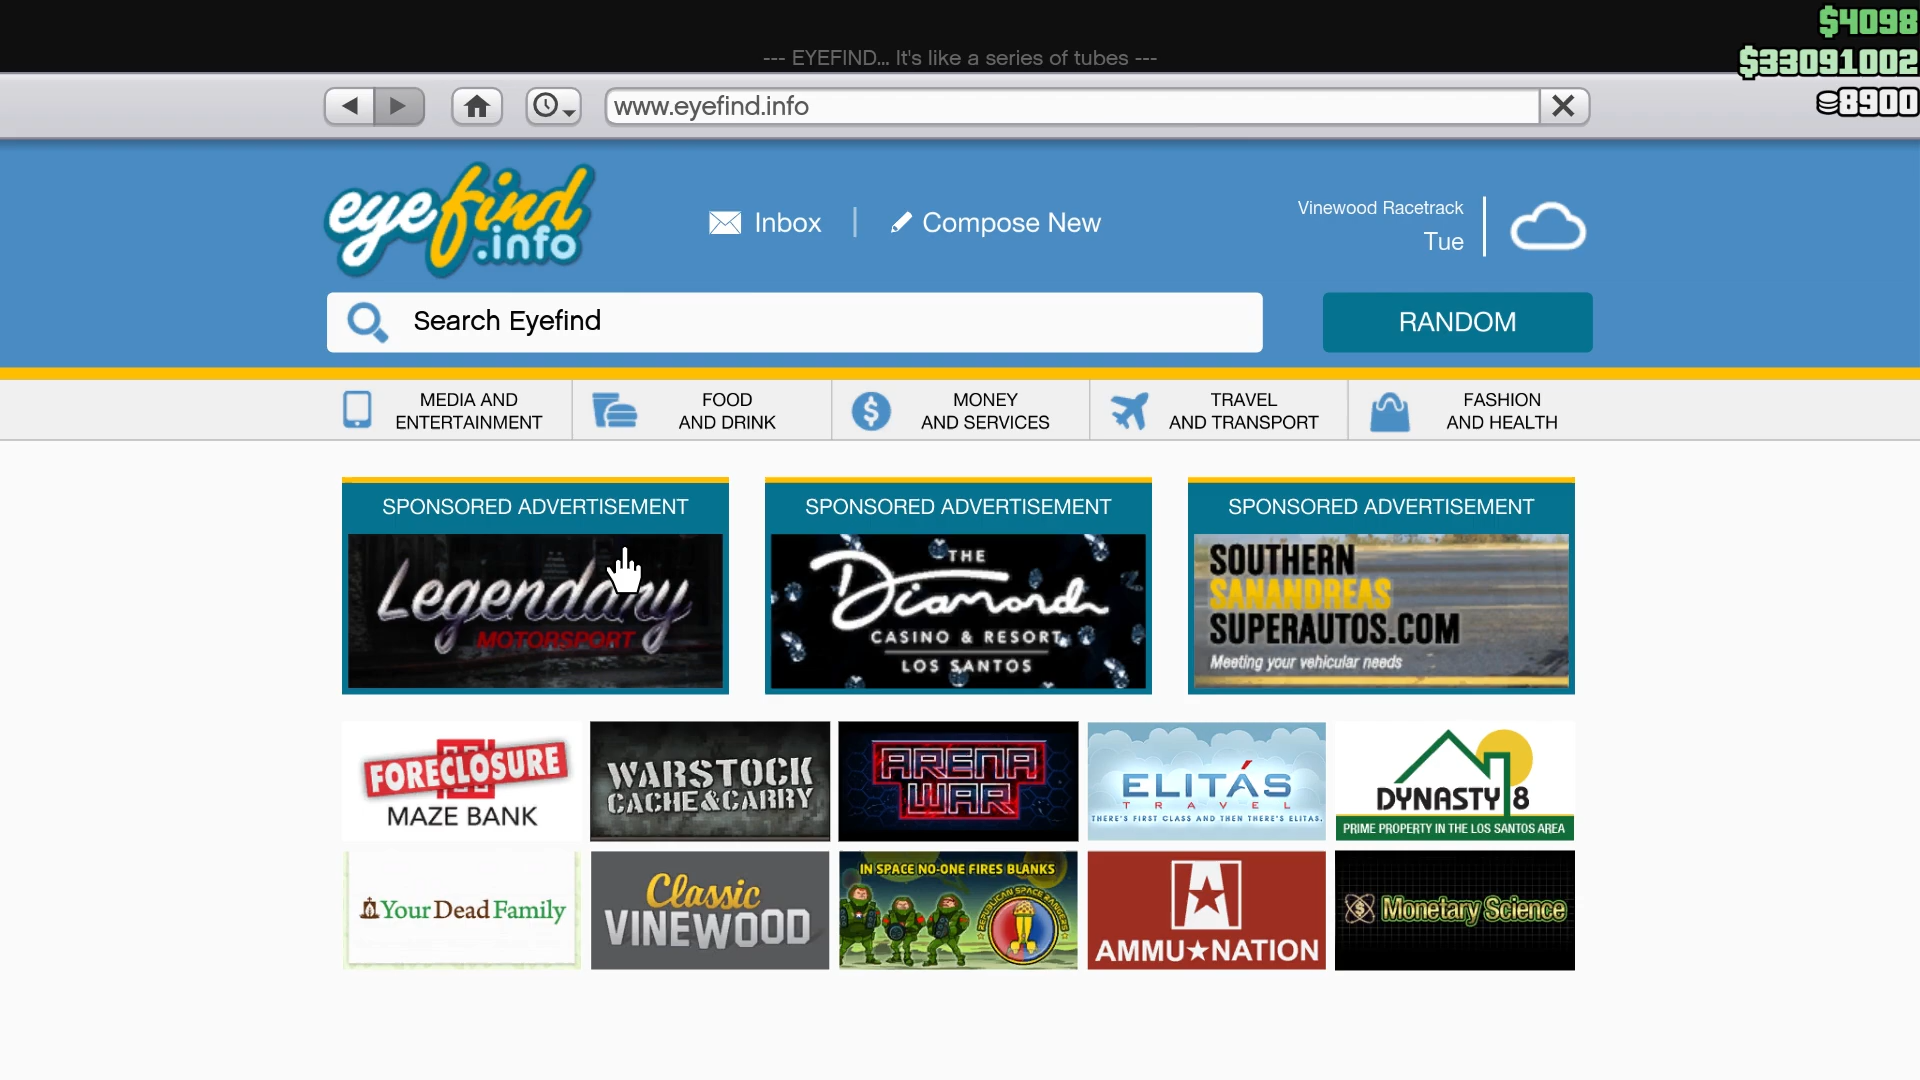 $4098
--- EYEFIND... It's like a series of tubes ---
$33091002
www.eyefind.info
8900
eyefind
.info
Inbox
Compose New
Vinewood Racetrack
Tue
Search Eyefind
RANDOM
MEDIA AND
ENTERTAINMENT
FOOD
AND DRINK
MONEY
AND SERVICES
TRAVEL
AND TRANSPORT
FASHION
AND HEALTH
SPONSORED ADVERTISEMENT
Legendary
MOTORSPORT
SPONSORED ADVERTISEMENT
THE
Diamond
CASINO & RESORT
LOS SANTOS
SPONSORED ADVERTISEMENT
SOUTHERN
SANANDREAS
SUPERAUTOS.COM
Meeting your vehicular needs
FORECLOSURE
MAZE BANK
WARSTOCK
CACHE&CARRY
ARENA
WAR
ELITÁS
TRAVEL
THERE'S FIRST CLASS AND THEN THERE'S ELITAS.
DYNASTY 8
PRIME PROPERTY IN THE LOS SANTOS AREA
YourDeadFamily
Classic
VINEWOOD
IN SPACE NO-ONE FIRES BLANKS
REPUBLICAN SPACE RANGERS
AMMU★NATION
Monetary Science